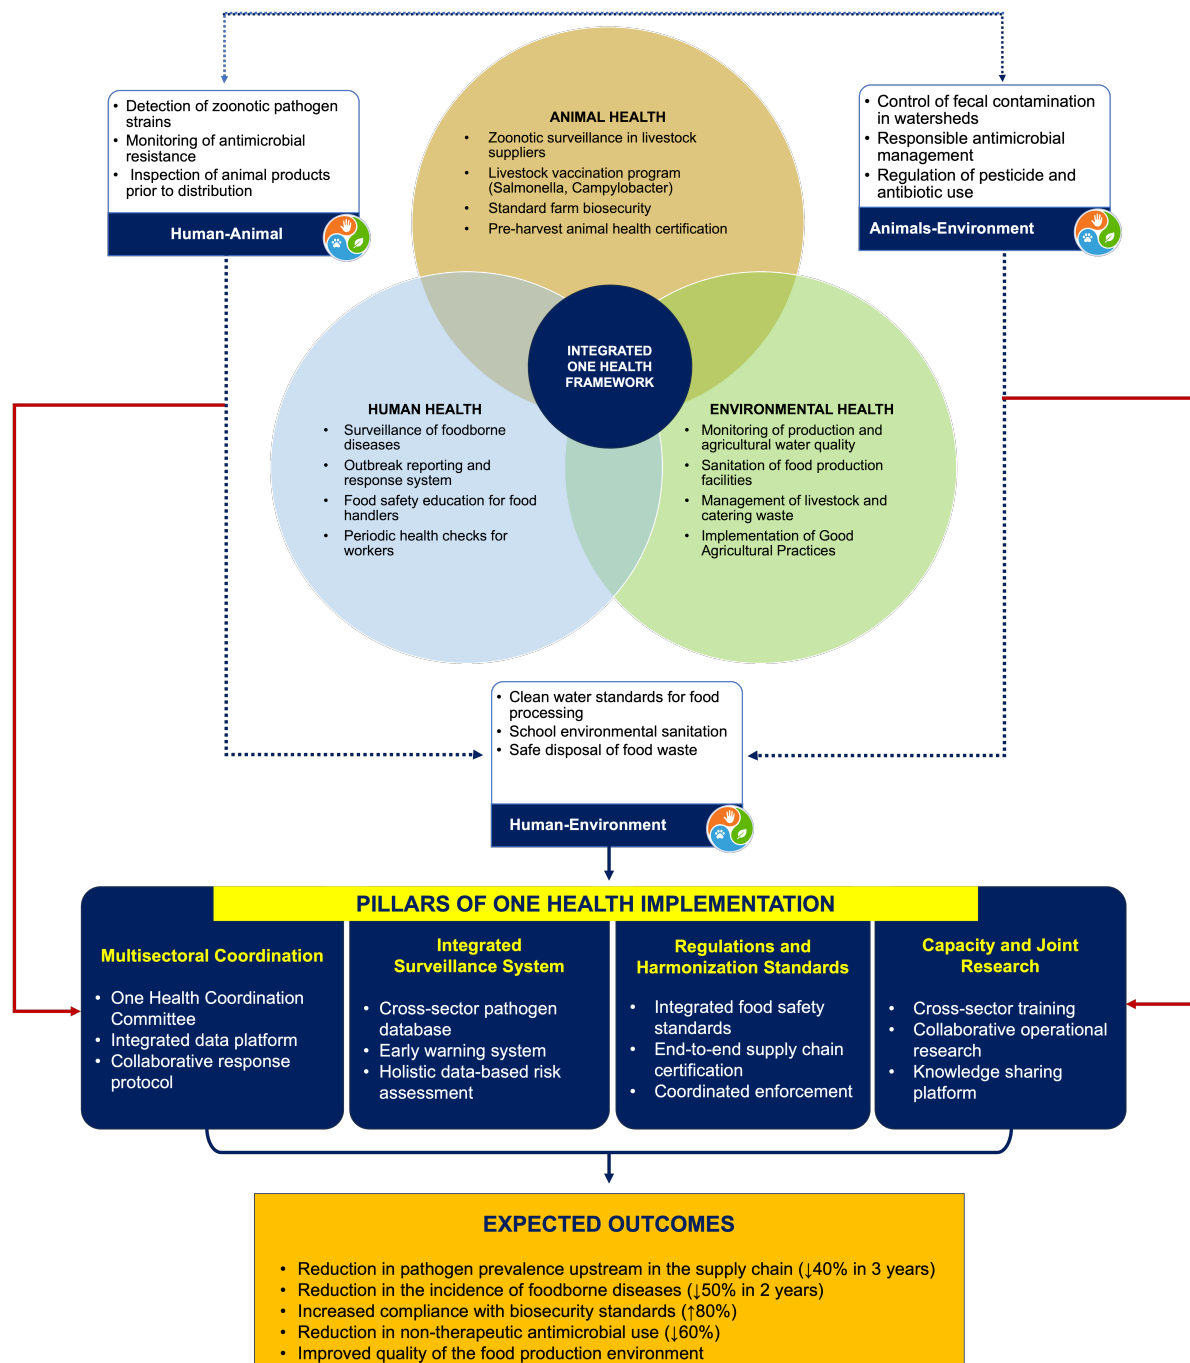 • Detection of zoonotic pathogen
strains
• Monitoring of antimicrobial
resistance
• Inspection of animal products
prior to distribution
Human-Animal
ANIMAL HEALTH
• Zoonotic surveillance in livestock
suppliers
• Livestock vaccination program
(Salmonella, Campylobacter)
• Standard farm biosecurity
• Pre-harvest animal health certification
• Control of fecal contamination
in watersheds
• Responsible antimicrobial
management
• Regulation of pesticide and
antibiotic use
Animals-Environment
INTEGRATED
ONE HEALTH
FRAMEWORK
HUMAN HEALTH
• Surveillance of foodborne
diseases
• Outbreak reporting and
response system
• Food safety education for food
handlers
• Periodic health checks for
workers
ENVIRONMENTAL HEALTH
• Monitoring of production and
agricultural water quality
• Sanitation of food production
facilities
• Management of livestock and
catering waste
• Implementation of Good
Agricultural Practices
• Clean water standards for food
processing
• School environmental sanitation
• Safe disposal of food waste
Human-Environment
PILLARS OF ONE HEALTH IMPLEMENTATION
Multisectoral Coordination
• One Health Coordination
Committee
• Integrated data platform
• Collaborative response
protocol
Integrated
Surveillance System
• Cross-sector pathogen
database
• Early warning system
• Holistic data-based risk
assessment
Regulations and
Harmonization Standards
• Integrated food safety
standards
• End-to-end supply chain
certification
• Coordinated enforcement
Capacity and Joint
Research
• Cross-sector training
• Collaborative operational
research
• Knowledge sharing
platform
EXPECTED OUTCOMES
• Reduction in pathogen prevalence upstream in the supply chain (↓40% in 3 years)
• Reduction in the incidence of foodborne diseases (↓50% in 2 years)
• Increased compliance with biosecurity standards (↑80%)
• Reduction in non-therapeutic antimicrobial use (↓60%)
• Improved quality of the food production environment